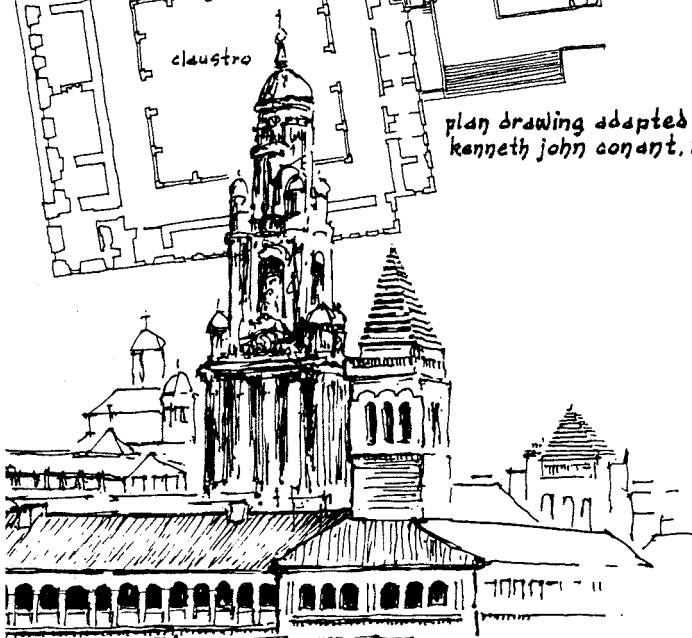 claustro
plan drawing adapted
kenneth john conant,